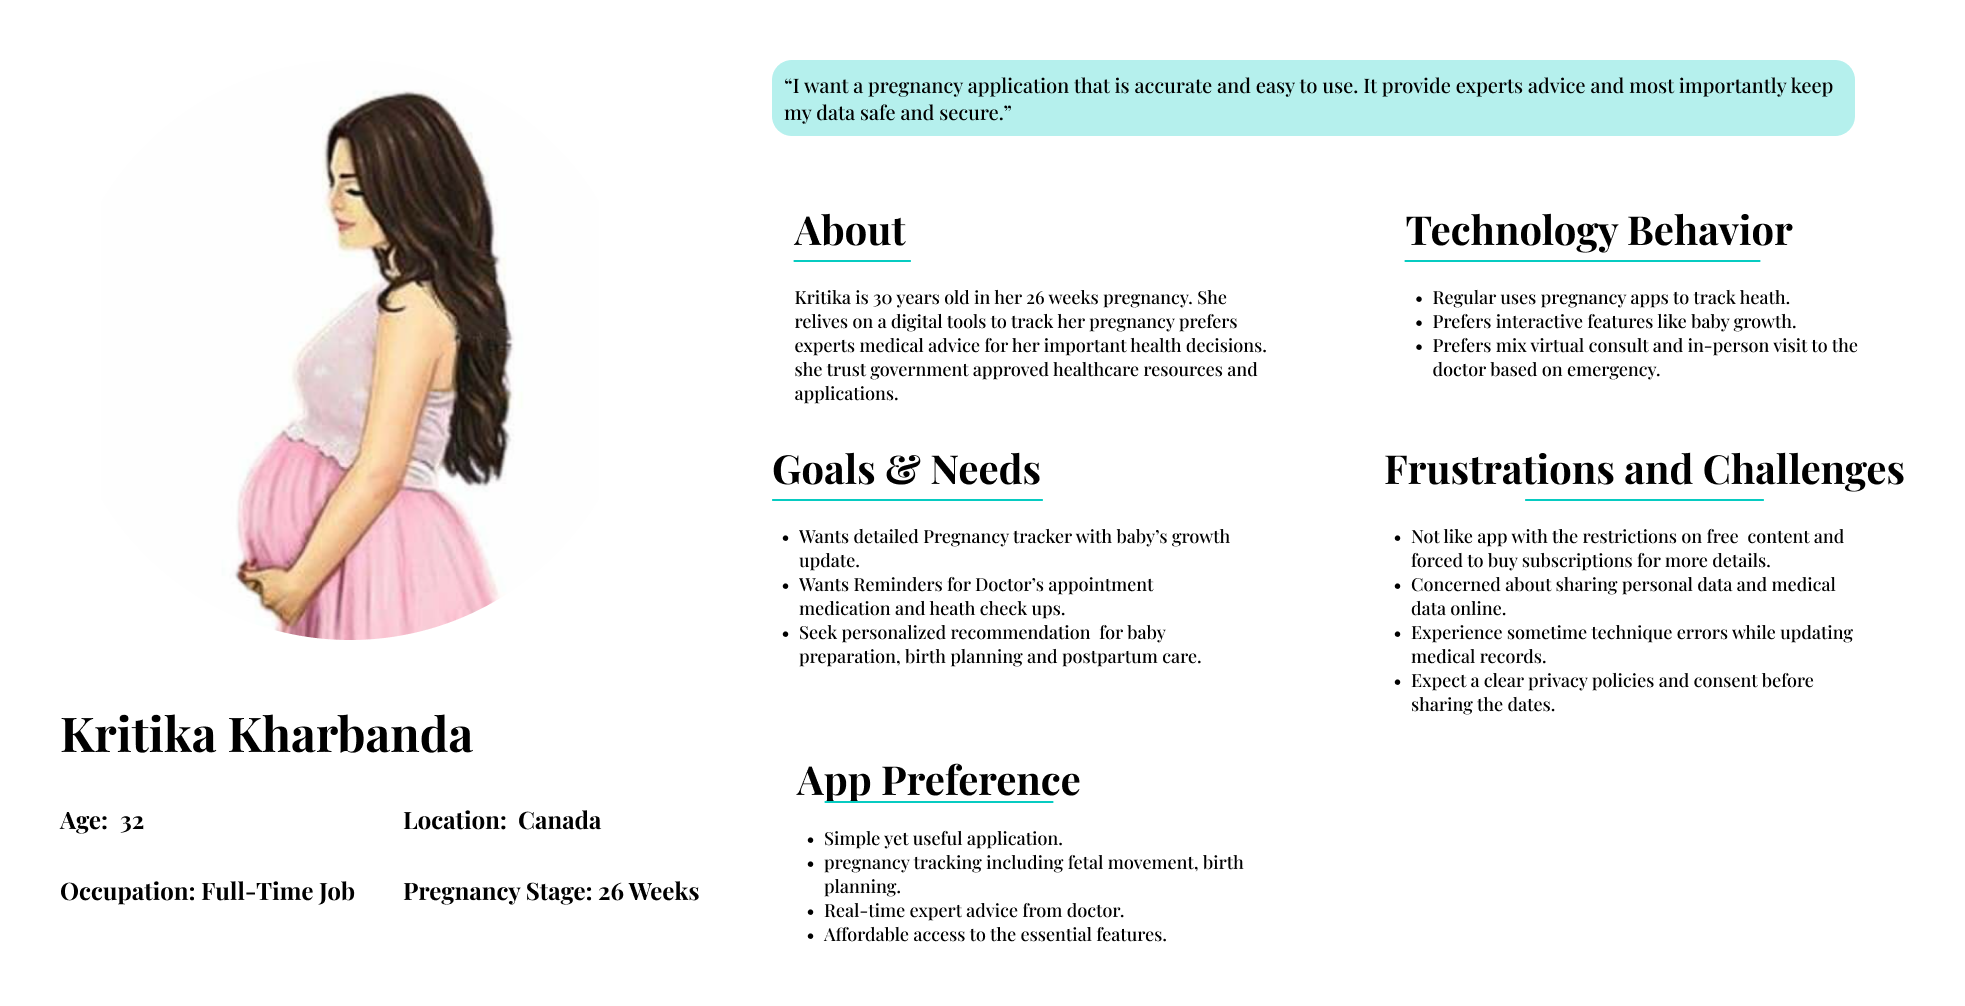 “I want a pregnancy application that is accurate and easy to use. It provide experts advice and most importantly keep
my data safe and secure.”
About
Kritika is 30 years old in her 26 weeks pregnancy. She
relives on a digital tools to track her pregnancy prefers
experts medical advice for her important health decisions.
she trust government approved healthcare resources and
applications.
Technology Behavior
• Regular uses pregnancy apps to track heath.
• Prefers interactive features like baby growth.
• Prefers mix virtual consult and in-person visit to the
doctor based on emergency.
Goals & Needs
• Wants detailed Pregnancy tracker with baby’s growth
update.
• Wants Reminders for Doctor’s appointment
medication and heath check ups.
• Seek personalized recommendation  for baby
preparation, birth planning and postpartum care.
Frustrations and Challenges
• Not like app with the restrictions on free  content and
forced to buy subscriptions for more details.
• Concerned about sharing personal data and medical
data online.
• Experience sometime technique errors while updating
medical records.
• Expect a clear privacy policies and consent before
sharing the dates.
Kritika Kharbanda
Age:  32
Location:  Canada
Occupation: Full-Time Job
Pregnancy Stage: 26 Weeks
App Preference
• Simple yet useful application.
• pregnancy tracking including fetal movement, birth
planning.
• Real-time expert advice from doctor.
• Affordable access to the essential features.